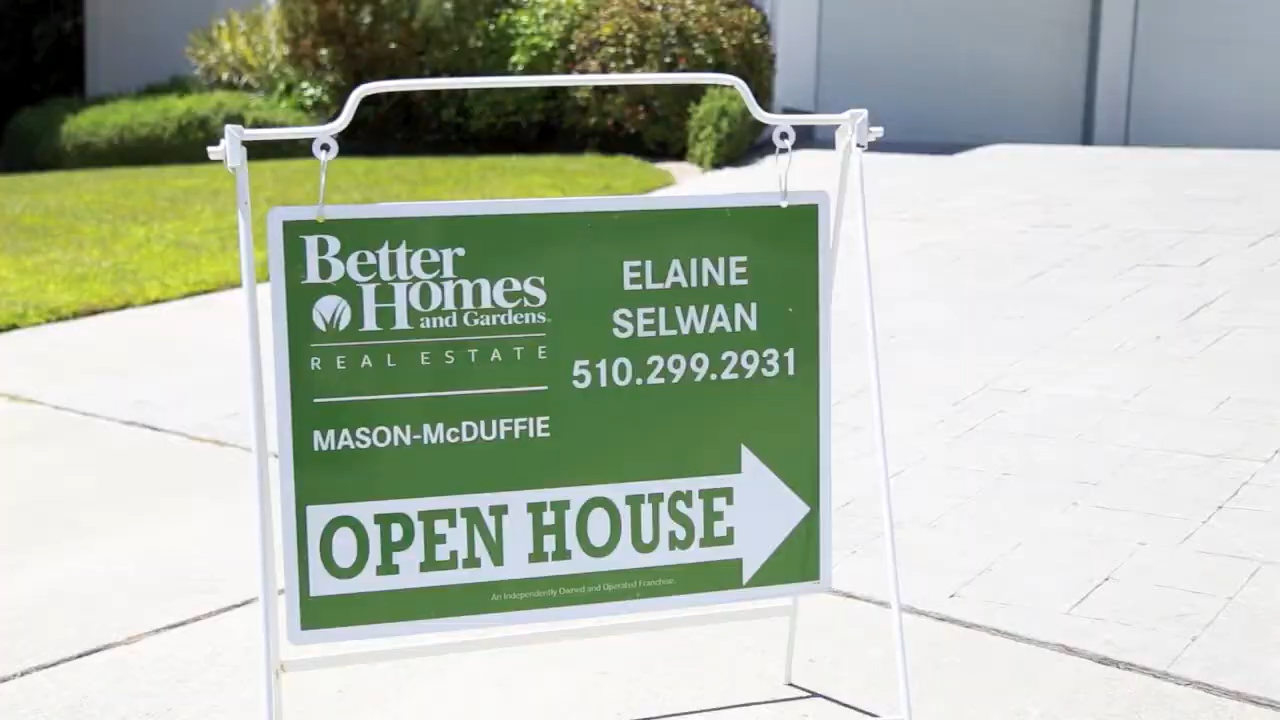 Better
Homes
and Gardens
REAL ESTATE
MASON-McDUFFIE
ELAINE
SELWAN
510.299.2931
OPEN HOUSE
An Independently Owned and Operated Franchise.